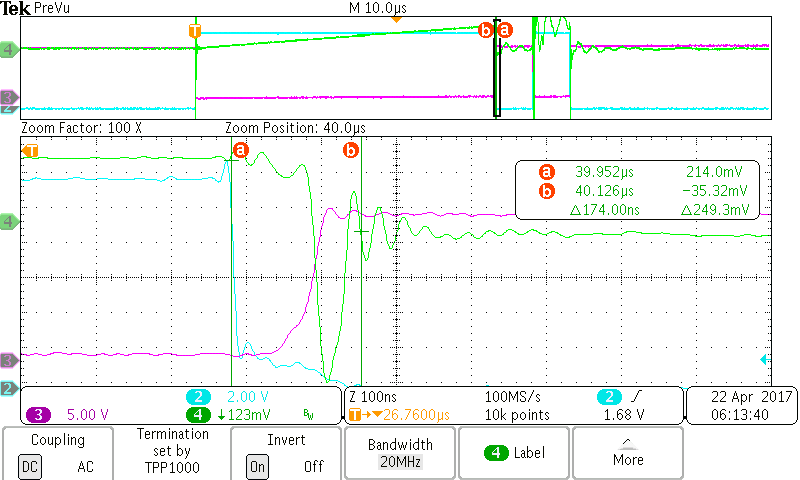 Tek PreVu M 10.0µs
T b a
4
3
2
Zoom Factor: 100 X Zoom Position: 40.0µs
T a b
a 39.952µs 214.0mV
b 40.126µs −35.32mV
Δ174.00ns Δ249.3mV
4
3
2
2 2.00 V Z 100ns 100MS/s 2 22 Apr 2017
3 5.00 V 4 ↓123mV BW T→▼26.7600µs 10k points 1.68 V 06:13:40
Coupling
DC AC
Termination
set by
TPP1000
Invert
On Off
Bandwidth
20MHz
4 Label
More